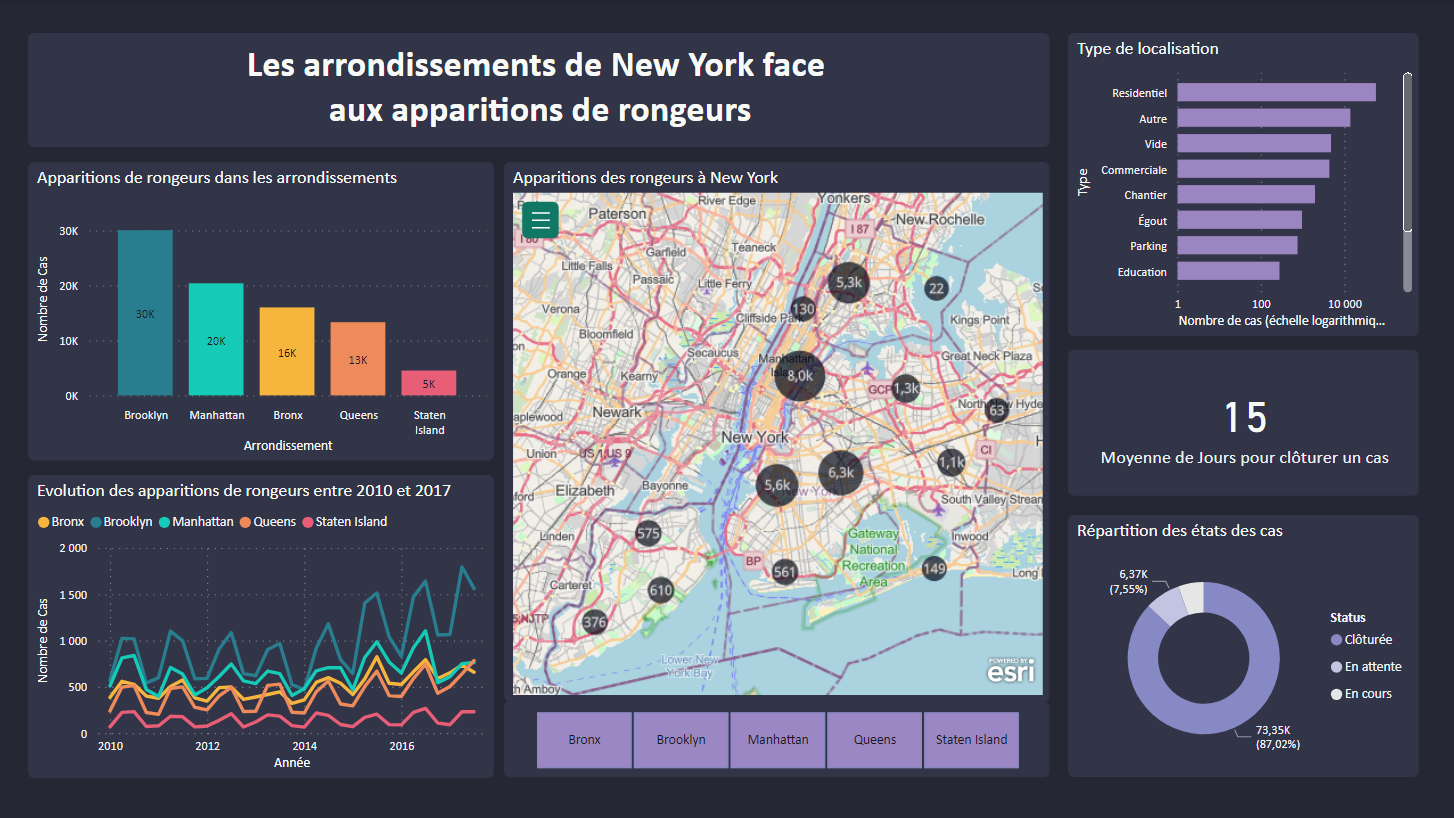 Les arrondissements de New York face
aux apparitions de rongeurs
Apparitions de rongeurs dans les arrondissements
Nombre de Cas
30K
20K
10K
0K
30K
20K
16K
13K
5K
Brooklyn
Manhattan
Bronx
Queens
Staten
Island
Arrondissement
Evolution des apparitions de rongeurs entre 2010 et 2017
Bronx
Brooklyn
Manhattan
Queens
Staten Island
Nombre de Cas
2 000
1 500
1 000
500
0
2010
2012
2014
2016
Année
Apparitions des rongeurs à New York
River Edge
Yonkers
Paterson
New Rochelle
I 87
I 80
Teaneck
Garfield
Little Falls
Passaic
Little Ferry
5,3k
22
Verona
130
Cliffside Park
Kings Point
Bloomfield
Secaucus
Manhattan
Great Neck Plaza
Orange
Kearny
8,0k
GCP
1,3k
63
Newark
New York
Union
US 1;US 9
CI
1,1k
6,3k
5,6k
New York
Elizabeth
Bayonne
South Valley Stream
Linden
575
Gateway
National
Recreation
Area
Inwood
BP
561
149
Long
Carteret
610
NJTP
376
Lower New
York Bay
h Amboy
POWERED BY
esri
Bronx
Brooklyn
Manhattan
Queens
Staten Island
Type de localisation
Type
Residentiel
Autre
Vide
Commerciale
Chantier
Égout
Parking
Education
1
100
10 000
Nombre de cas (échelle logarithmiq...
15
Moyenne de Jours pour clôturer un cas
Répartition des états des cas
6,37K
(7,55%)
73,35K
(87,02%)
Status
Clôturée
En attente
En cours